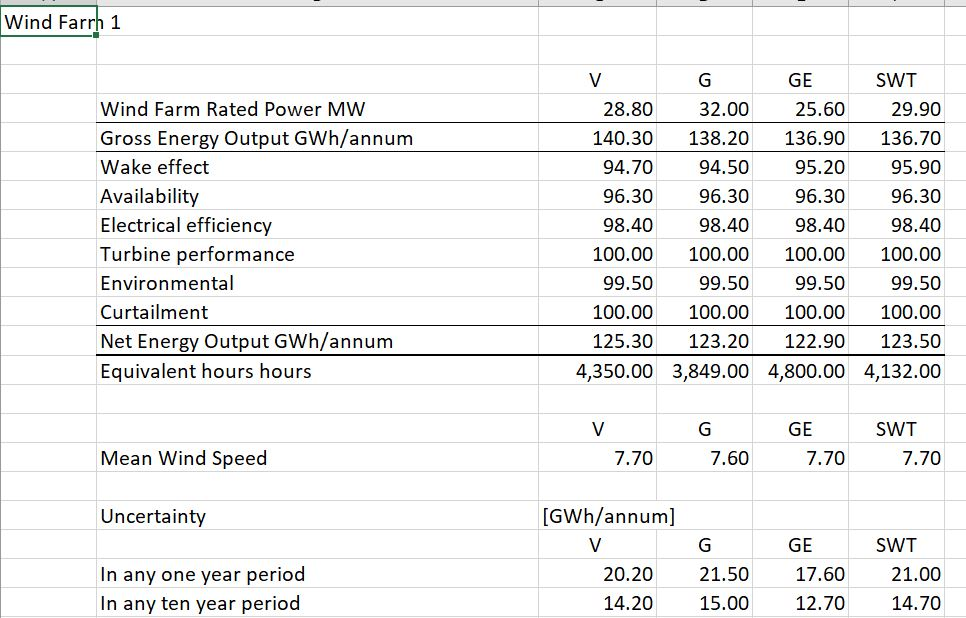 Wind Farm 1
V G GE SWT
Wind Farm Rated Power MW 28.80 32.00 25.60 29.90
Gross Energy Output GWh/annum 140.30 138.20 136.90 136.70
Wake effect 94.70 94.50 95.20 95.90
Availability 96.30 96.30 96.30 96.30
Electrical efficiency 98.40 98.40 98.40 98.40
Turbine performance 100.00 100.00 100.00 100.00
Environmental 99.50 99.50 99.50 99.50
Curtailment 100.00 100.00 100.00 100.00
Net Energy Output GWh/annum 125.30 123.20 122.90 123.50
Equivalent hours hours 4,350.00 3,849.00 4,800.00 4,132.00
V G GE SWT
Mean Wind Speed 7.70 7.60 7.70 7.70
Uncertainty [GWh/annum]
V G GE SWT
In any one year period 20.20 21.50 17.60 21.00
In any ten year period 14.20 15.00 12.70 14.70